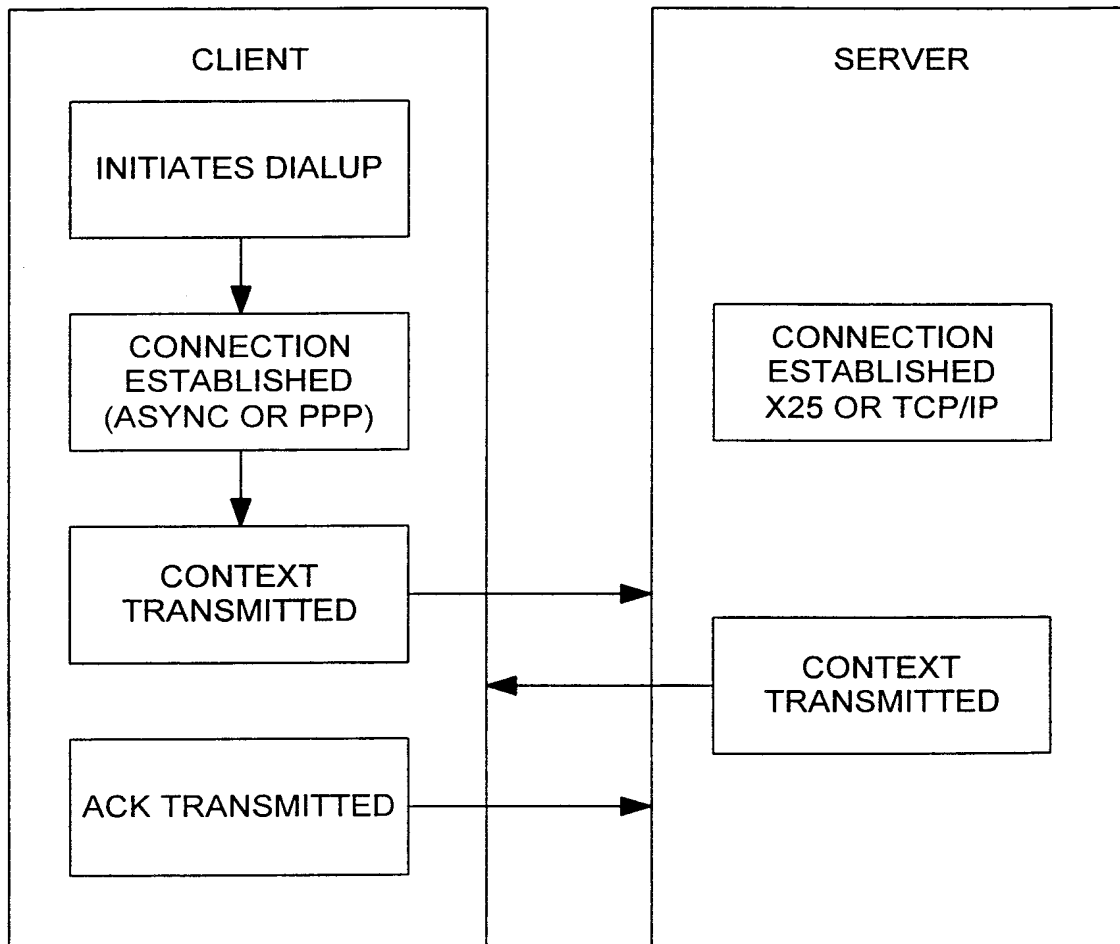 CLIENT
INITIATES DIALUP
CONNECTION
ESTABLISHED
(ASYNC OR PPP)
CONTEXT
TRANSMITTED
ACK TRANSMITTED
SERVER
CONNECTION
ESTABLISHED
X25 OR TCP/IP
CONTEXT
TRANSMITTED